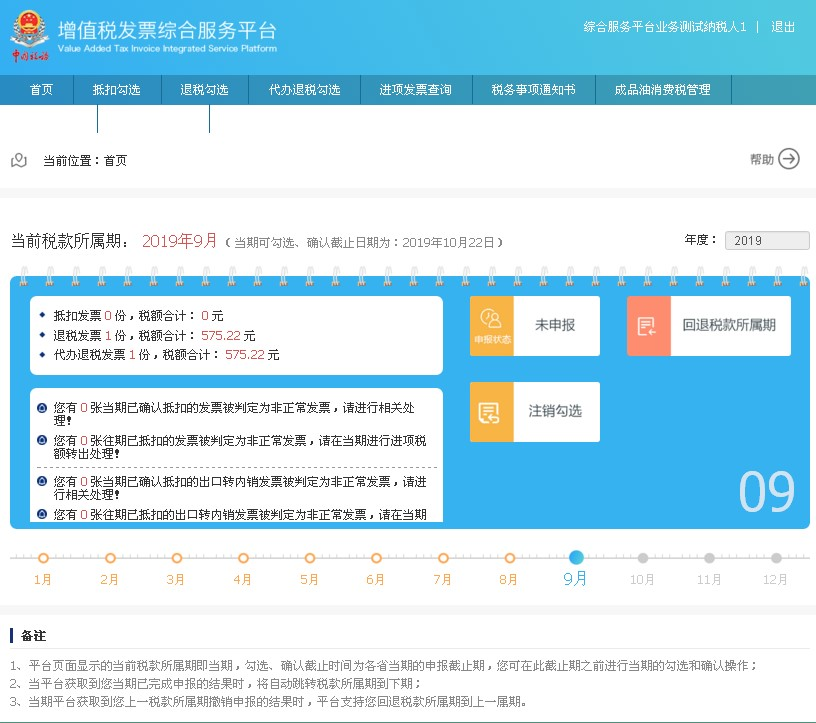 增值税发票综合服务平台
Value Added Tax Invoice Integrated Service Platform
中国税务
综合服务平台业务测试纳税人1 | 退出
首页 抵扣勾选 退税勾选 代办退税勾选 进项发票查询 税务事项通知书 成品油消费税管理
当前位置：首页
帮助
当前税款所属期： 2019年9月 （当期可勾选、确认截止日期为：2019年10月22日）
年度： 2019
抵扣发票 0 份，税额合计： 0 元
退税发票 1 份，税额合计： 575.22 元
代办退税发票 1 份，税额合计： 575.22 元
申报状态 未申报
回退税款所属期
注销勾选
您有 0 张当期已确认抵扣的发票被判定为非正常发票，请进行相关处
理！
您有 0 张往期已抵扣的发票被判定为非正常发票，请在当期进行进项税
额转出处理！
您有 0 张当期已确认抵扣的出口转内销发票被判定为非正常发票，请进
行相关处理！
您有 0 张往期已抵扣的出口转内销发票被判定为非正常发票，请在当期
09
1月 2月 3月 4月 5月 6月 7月 8月 9月 10月 11月 12月
备注
1、平台页面显示的当前税款所属期即当期，勾选、确认截止时间为各省当期的申报截止期，您可在此截止期之前进行当期的勾选和确认操作；
2、当平台获取到您当期已完成申报的结果时，将自动跳转税款所属期到下期；
3、当期平台获取到您上一税款所属期撤销申报的结果时，平台支持您回退税款所属期到上一属期。